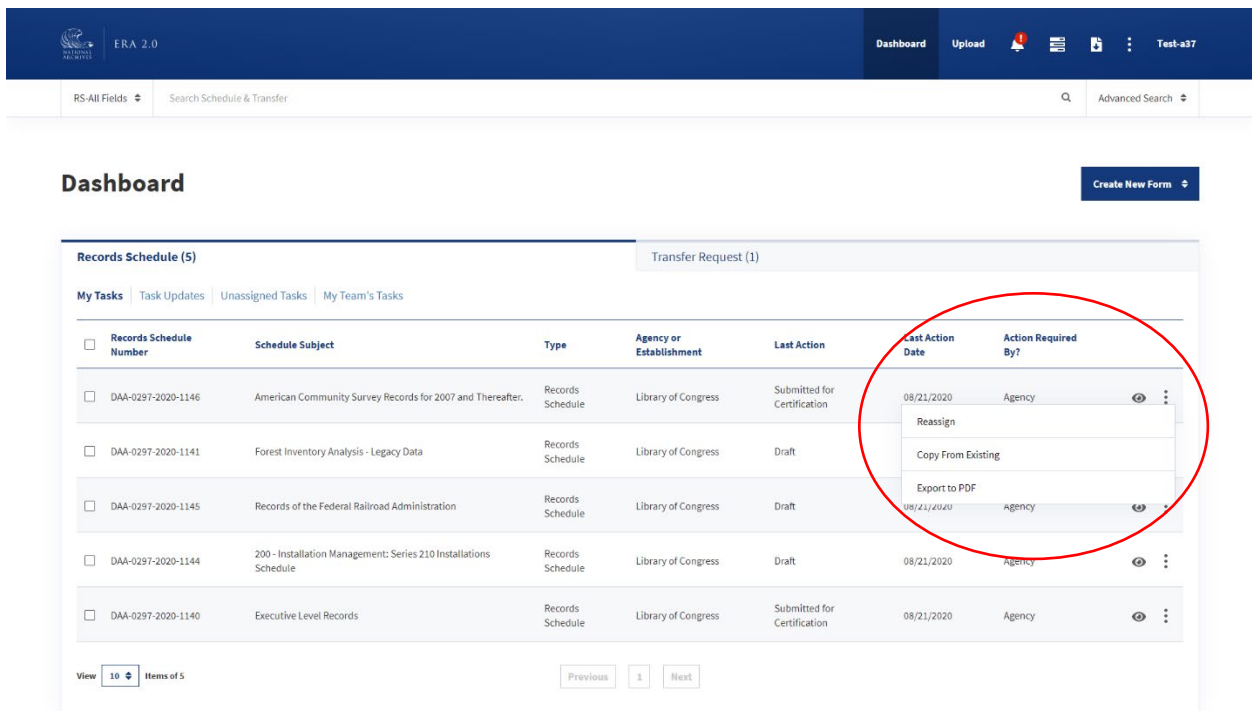 NATIONAL
ARCHIVES
ERA 2.0
Dashboard
Upload
Test-a37
RS-All Fields
Search Schedule & Transfer
Advanced Search
Dashboard
Create New Form
Records Schedule (5)
Transfer Request (1)
My Tasks Task Updates Unassigned Tasks My Team's Tasks
Records Schedule Number Schedule Subject Type Agency or Establishment Last Action Last Action Date Action Required By?
DAA-0297-2020-1146 American Community Survey Records for 2007 and Thereafter. Records Schedule Library of Congress Submitted for Certification 08/21/2020 Agency
Reassign
Copy From Existing
Export to PDF
DAA-0297-2020-1141 Forest Inventory Analysis - Legacy Data Records Schedule Library of Congress Draft
DAA-0297-2020-1145 Records of the Federal Railroad Administration Records Schedule Library of Congress Draft 08/21/2020 Agency
DAA-0297-2020-1144 200 - Installation Management: Series 210 Installations Schedule Records Schedule Library of Congress Draft 08/21/2020 Agency
DAA-0297-2020-1140 Executive Level Records Records Schedule Library of Congress Submitted for Certification 08/21/2020 Agency
View 10 Items of 5
Previous 1 Next